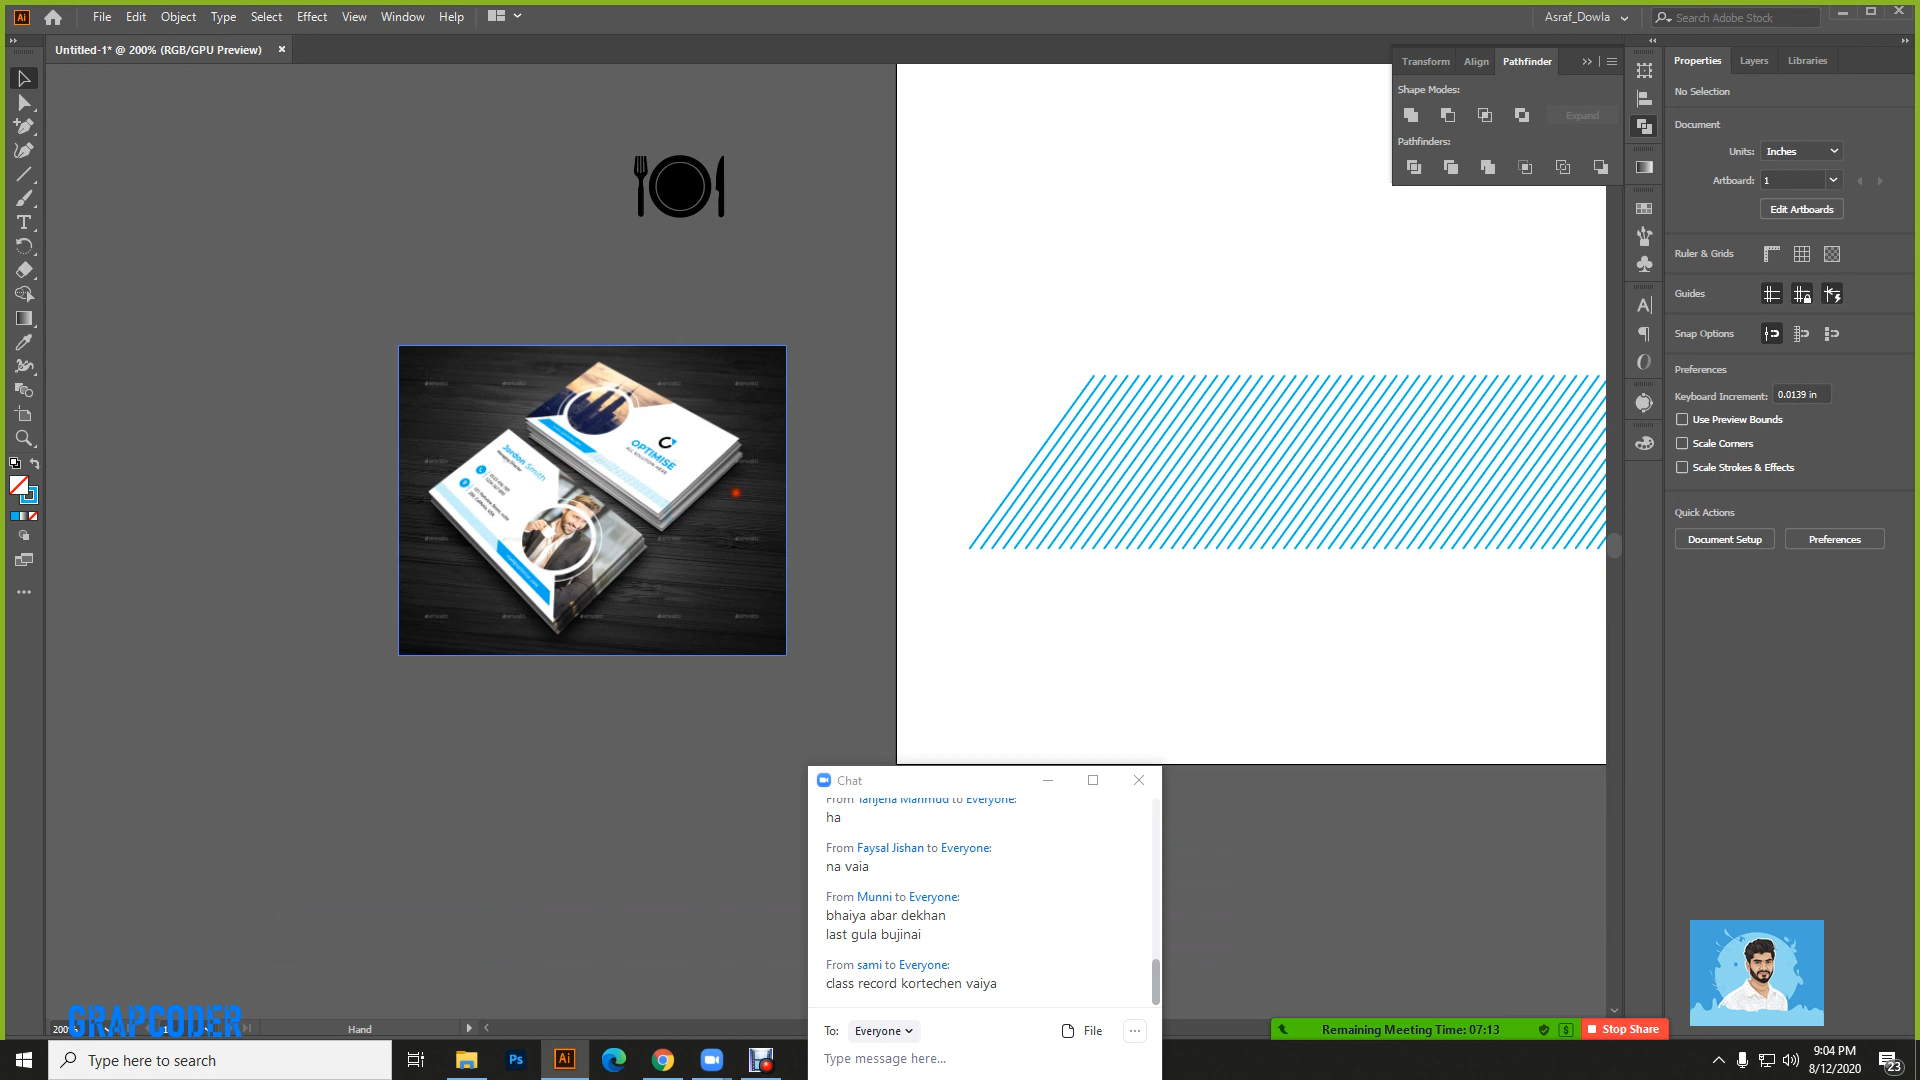 File Edit Object Type Select Effect View Window Help
Asraf_Dowla
Search Adobe Stock
Untitled-1* @ 200% (RGB/GPU Preview)
Transform Align Pathfinder
Shape Modes:
Expand
Pathfinders:
Properties Layers Libraries
No Selection
Document
Units: Inches
Artboard: 1
Edit Artboards
Ruler & Grids
Guides
Snap Options
Preferences
Keyboard Increment: 0.0139 in
Use Preview Bounds
Scale Corners
Scale Strokes & Effects
Quick Actions
Document Setup Preferences
OPTIMISE
ALL SOLUTION HERE
Jordan Smith
Chat
From Tanjena Mahmud to Everyone:
ha
From Faysal Jishan to Everyone:
na vaia
From Munni to Everyone:
bhaiya abar dekhan
last gula bujinai
From sami to Everyone:
class record kortechen vaiya
To: Everyone
File
Type message here...
GRAPCODER
200%
Hand
Remaining Meeting Time: 07:13
Stop Share
Type here to search
9:04 PM
8/12/2020
23